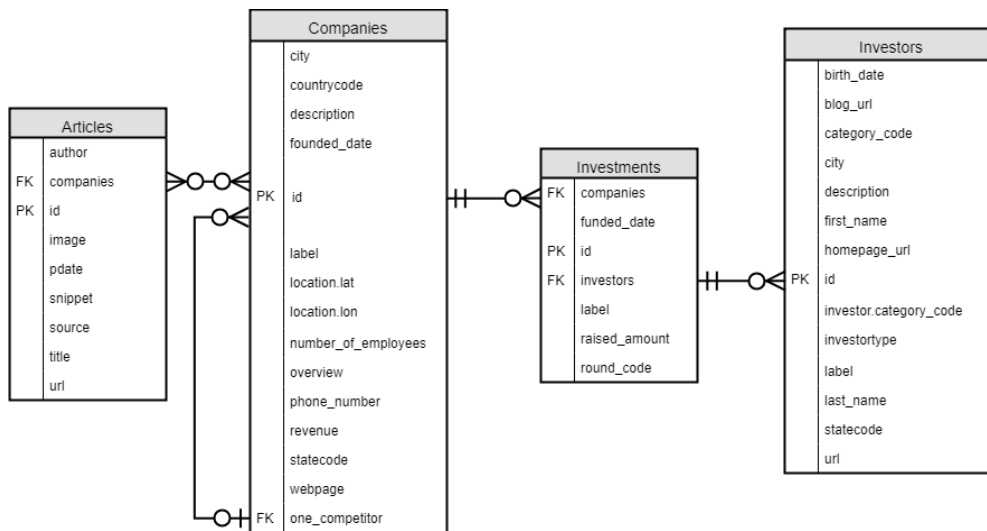 Articles
author
FK companies
PK id
image
pdate
snippet
source
title
url
Companies
city
countrycode
description
founded_date
PK id
label
location.lat
location.lon
number_of_employees
overview
phone_number
revenue
statecode
webpage
FK one_competitor
Investments
FK companies
funded_date
PK id
FK investors
label
raised_amount
round_code
Investors
birth_date
blog_url
category_code
city
description
first_name
homepage_url
PK id
investor.category_code
investortype
label
last_name
statecode
url